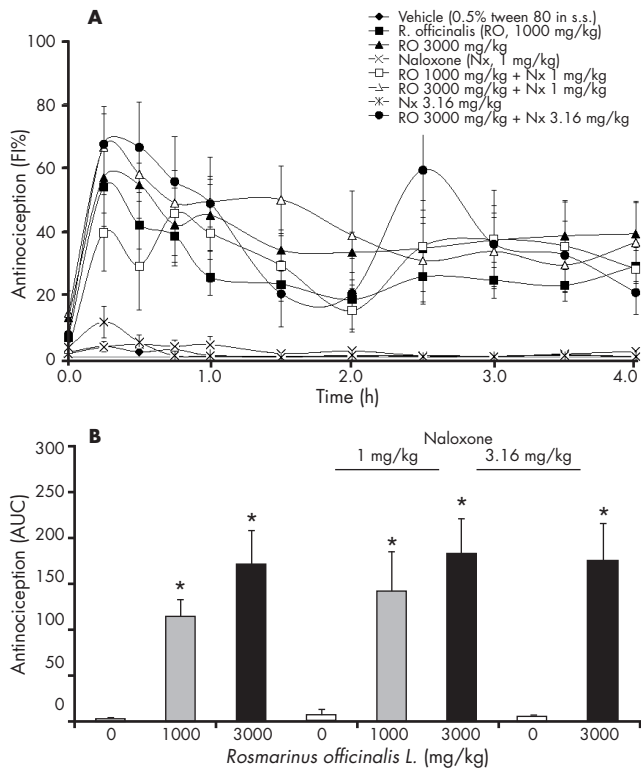 A
Vehicle (0.5% tween 80 in s.s.)
R. officinalis (RO, 1000 mg/kg)
RO 3000 mg/kg
Naloxone (Nx, 1 mg/kg)
RO 1000 mg/kg + Nx 1 mg/kg
RO 3000 mg/kg + Nx 1 mg/kg
Nx 3.16 mg/kg
RO 3000 mg/kg + Nx 3.16 mg/kg
Antinociception (FI%)
100
80
60
40
20
0
0.0 1.0 2.0 3.0 4.0
Time (h)
B
Naloxone
1 mg/kg 3.16 mg/kg
Antinociception (AUC)
300
250
200
150
100
50
0
* * * * *
0 1000 3000 0 1000 3000 0 3000
Rosmarinus officinalis L. (mg/kg)